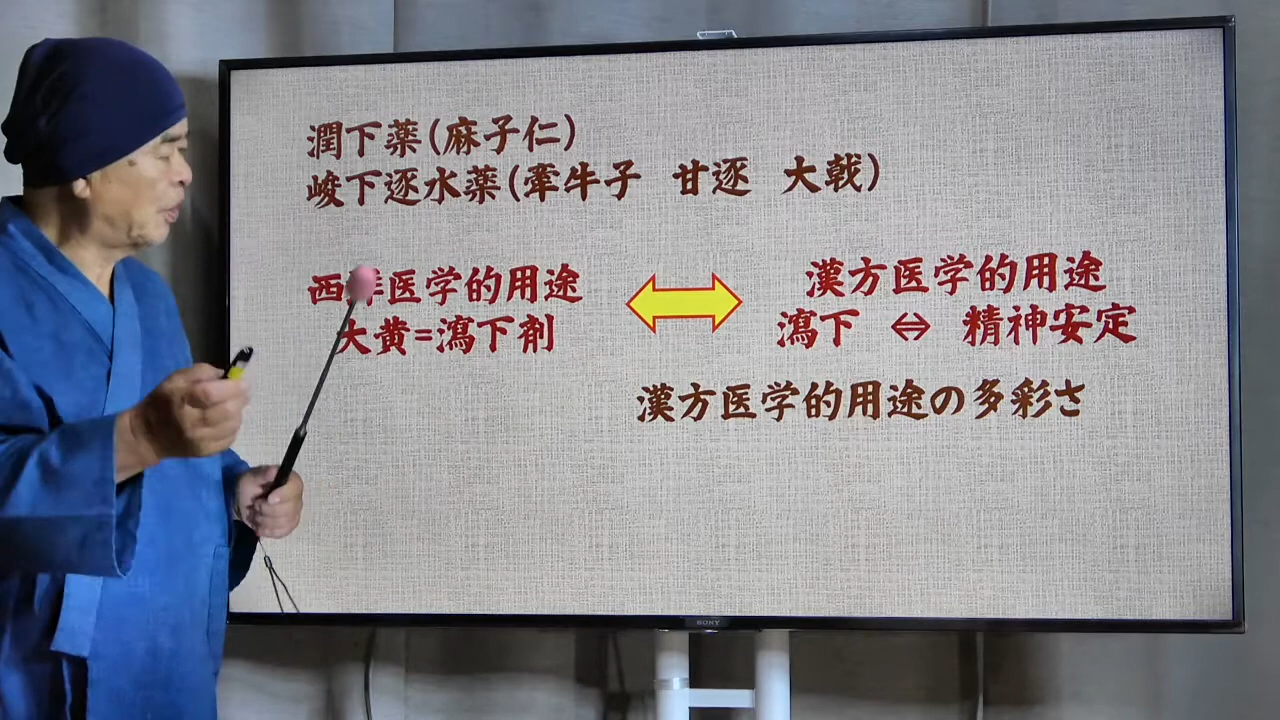 潤下薬(麻子仁)
峻下逐水薬(牽牛子 甘逐 大戟)
西洋医学的用途
大黄=瀉下剤
漢方医学的用途
瀉下 ⇔ 精神安定
漢方医学的用途の多彩さ
SONY